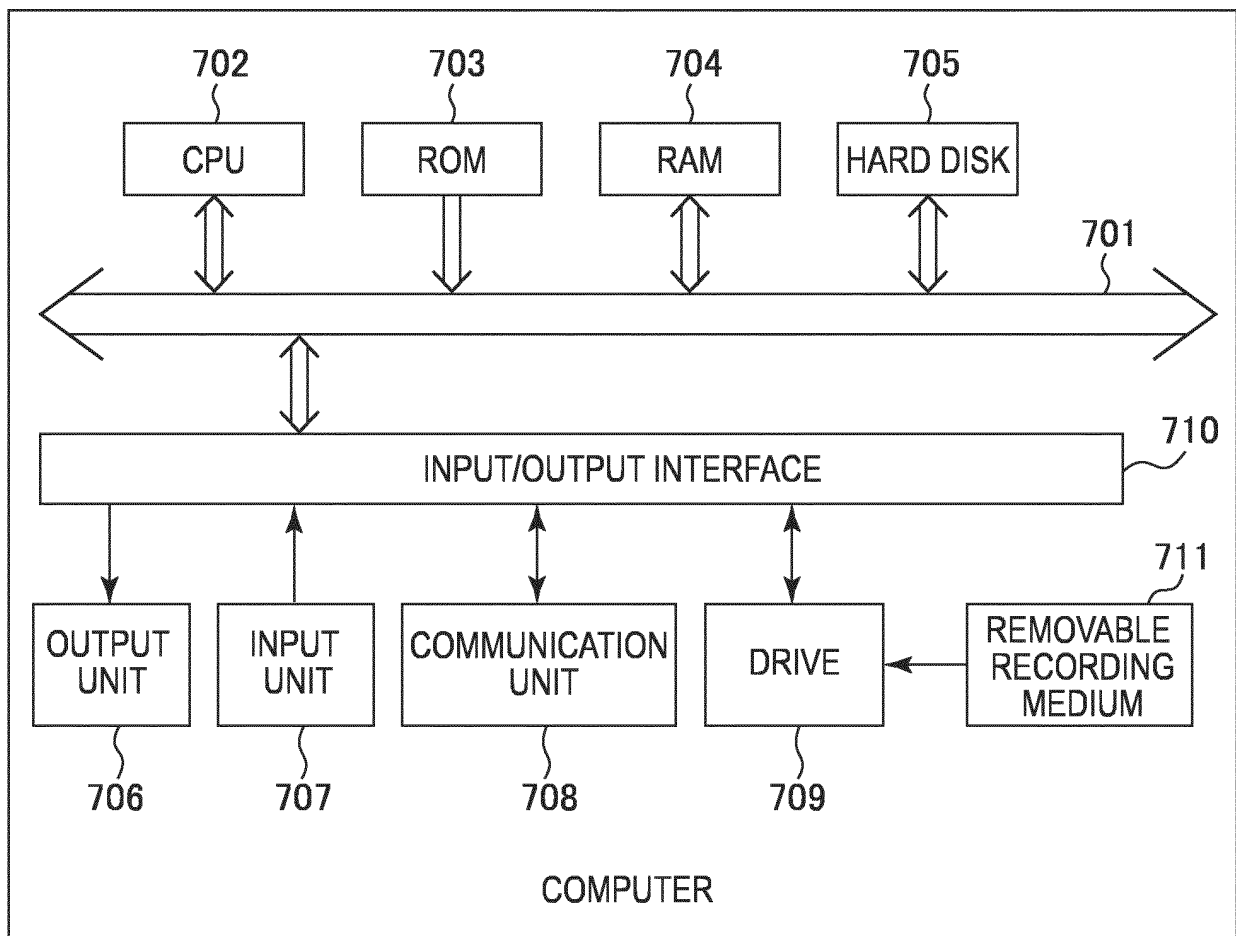 702
703
704
705
CPU
ROM
RAM
HARD DISK
701
710
INPUT/OUTPUT INTERFACE
711
OUTPUT
UNIT
INPUT
UNIT
COMMUNICATION
UNIT
DRIVE
REMOVABLE
RECORDING
MEDIUM
706
707
708
709
COMPUTER